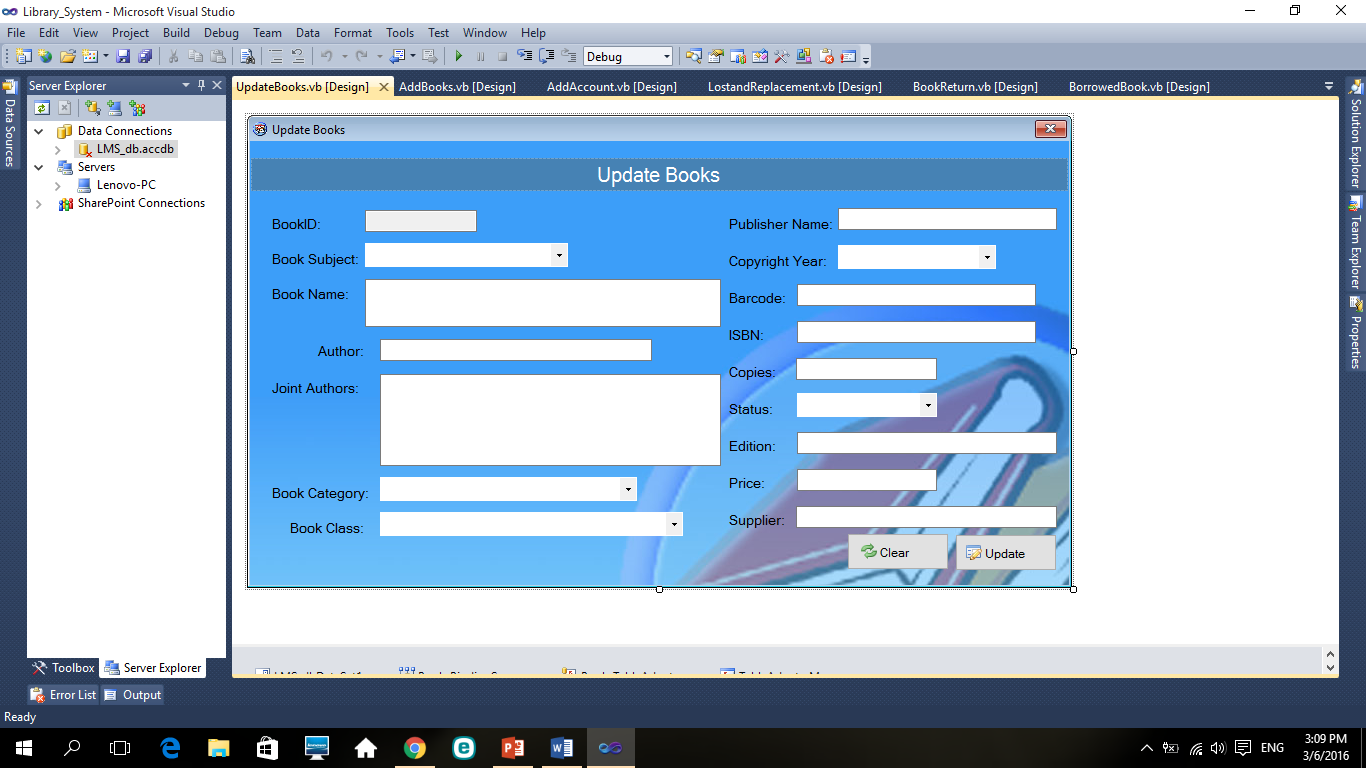 Library_System - Microsoft Visual Studio
File Edit View Project Build Debug Team Data Format Tools Test Window Help
Debug
Data Sources
Server Explorer
Data Connections
LMS_db.accdb
Servers
Lenovo-PC
SharePoint Connections
UpdateBooks.vb [Design] AddBooks.vb [Design] AddAccount.vb [Design] LostandReplacement.vb [Design] BookReturn.vb [Design] BorrowedBook.vb [Design]
Update Books
Update Books
BookID:
Book Subject:
Book Name:
Author:
Joint Authors:
Book Category:
Book Class:
Publisher Name:
Copyright Year:
Barcode:
ISBN:
Copies:
Status:
Edition:
Price:
Supplier:
Clear Update
Solution Explorer
Team Explorer
Properties
Toolbox Server Explorer
Error List Output
Ready
ENG
3:09 PM
3/6/2016